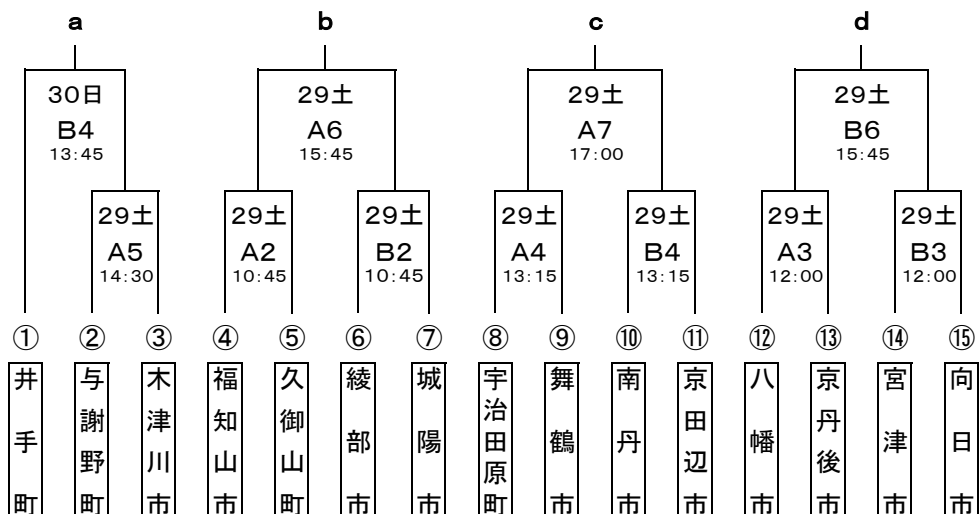 a b c d
30日 29土 29土 29土
B4 A6 A7 B6
13:45 15:45 17:00 15:45
29土 29土 29土 29土 29土 29土 29土
A5 A2 B2 A4 B4 A3 B3
14:30 10:45 10:45 13:15 13:15 12:00 12:00
① ② ③ ④ ⑤ ⑥ ⑦ ⑧ ⑨ ⑩ ⑪ ⑫ ⑬ ⑭ ⑮
井手町
与謝野町
木津川市
福知山市
久御山町
綾部市
城陽市
宇治田原町
舞鶴市
南丹市
京田辺市
八幡市
京丹後市
宮津市
向日市